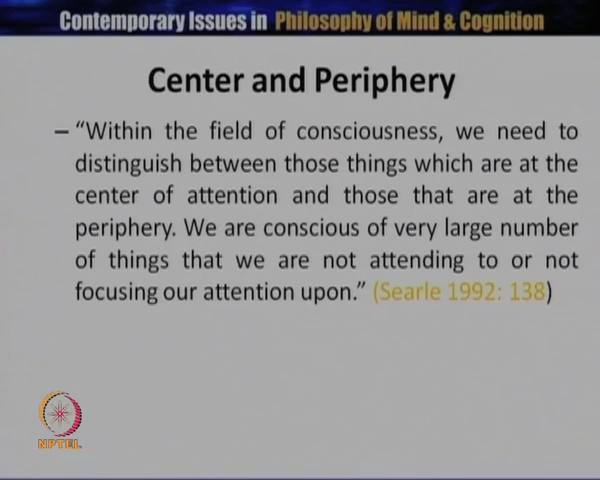 Contemporary Issues in Philosophy of Mind & Cognition
Center and Periphery
– “Within the field of consciousness, we need to
distinguish between those things which are at the
center of attention and those that are at the
periphery. We are conscious of very large number
of things that we are not attending to or not
focusing our attention upon.” (Searle 1992: 138)
NPTEL